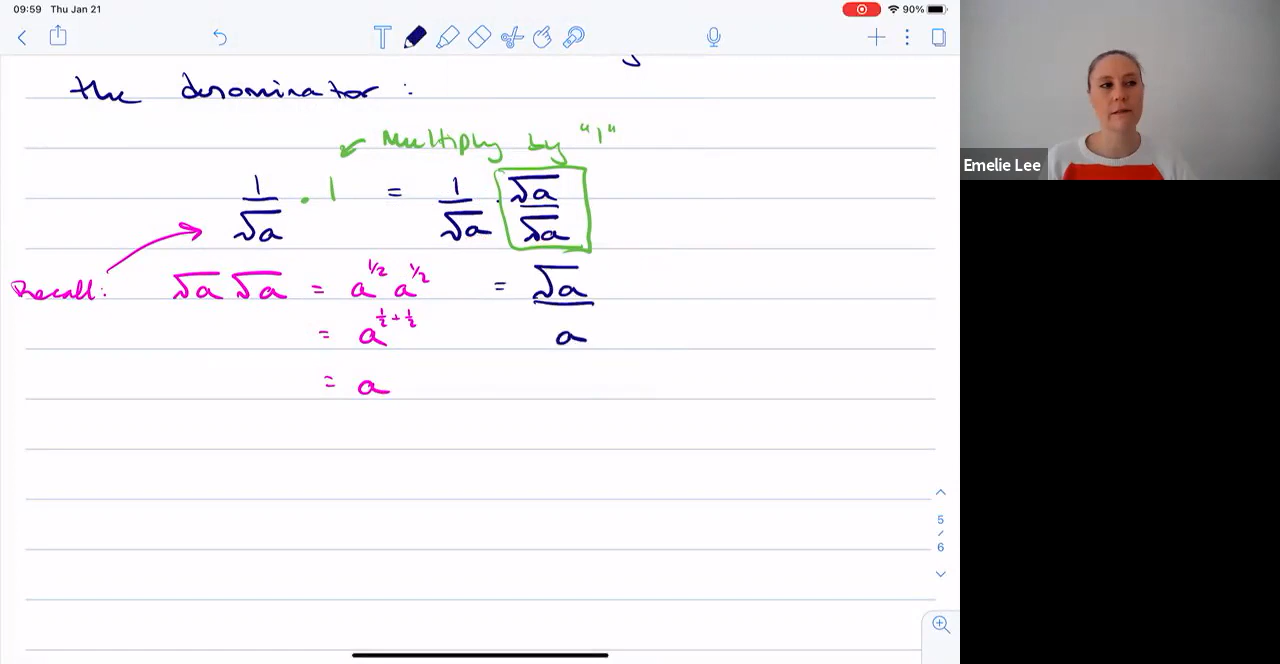 09:59 Thu Jan 21
90%
the denominator :
Multiply by "1"
1/√a · 1 = 1/√a · √a/√a
Recall: √a √a = a^1/2 a^1/2
= √a/a
= a^1/2 + 1/2
= a
Emelie Lee
5
/
6